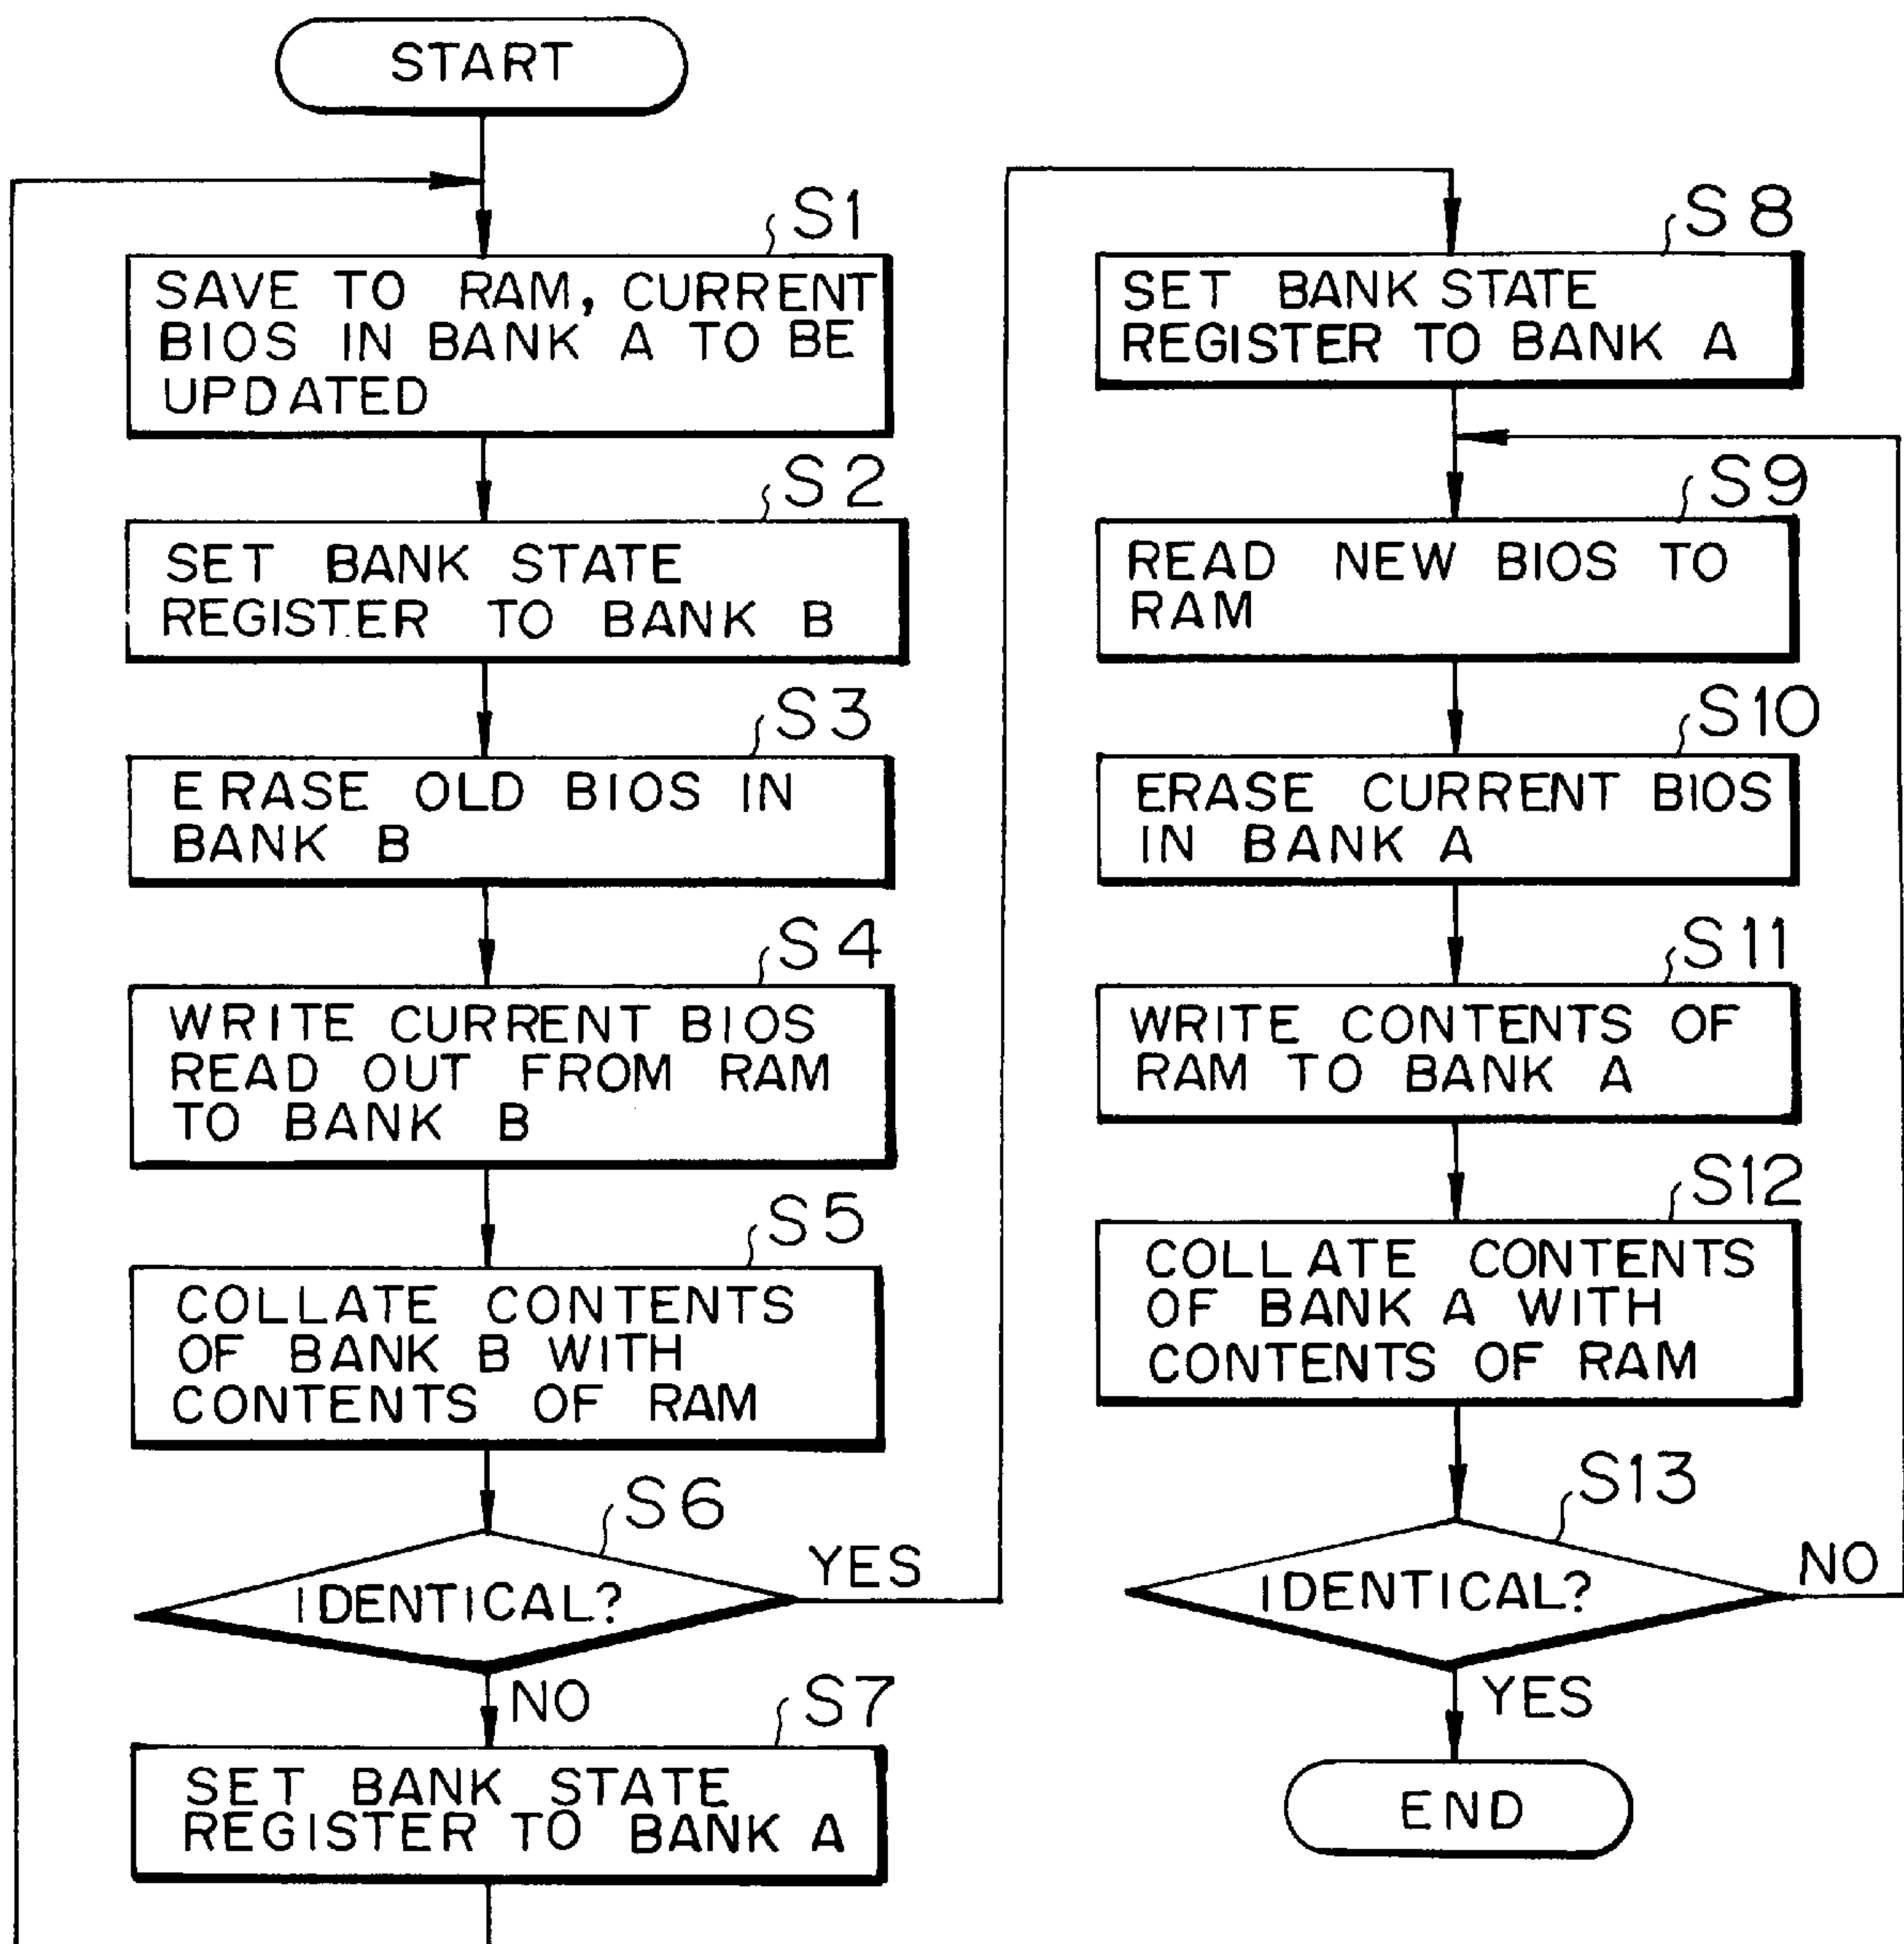 START
S1
SAVE TO RAM, CURRENT
BIOS IN BANK A TO BE
UPDATED
S2
SET BANK STATE
REGISTER TO BANK B
S3
ERASE OLD BIOS IN
BANK B
S4
WRITE CURRENT BIOS
READ OUT FROM RAM
TO BANK B
S5
COLLATE CONTENTS
OF BANK B WITH
CONTENTS OF RAM
S6
IDENTICAL?
YES
NO
S7
SET BANK STATE
REGISTER TO BANK A
S8
SET BANK STATE
REGISTER TO BANK A
S9
READ NEW BIOS TO
RAM
S10
ERASE CURRENT BIOS
IN BANK A
S11
WRITE CONTENTS OF
RAM TO BANK A
S12
COLLATE CONTENTS
OF BANK A WITH
CONTENTS OF RAM
S13
IDENTICAL?
NO
YES
END